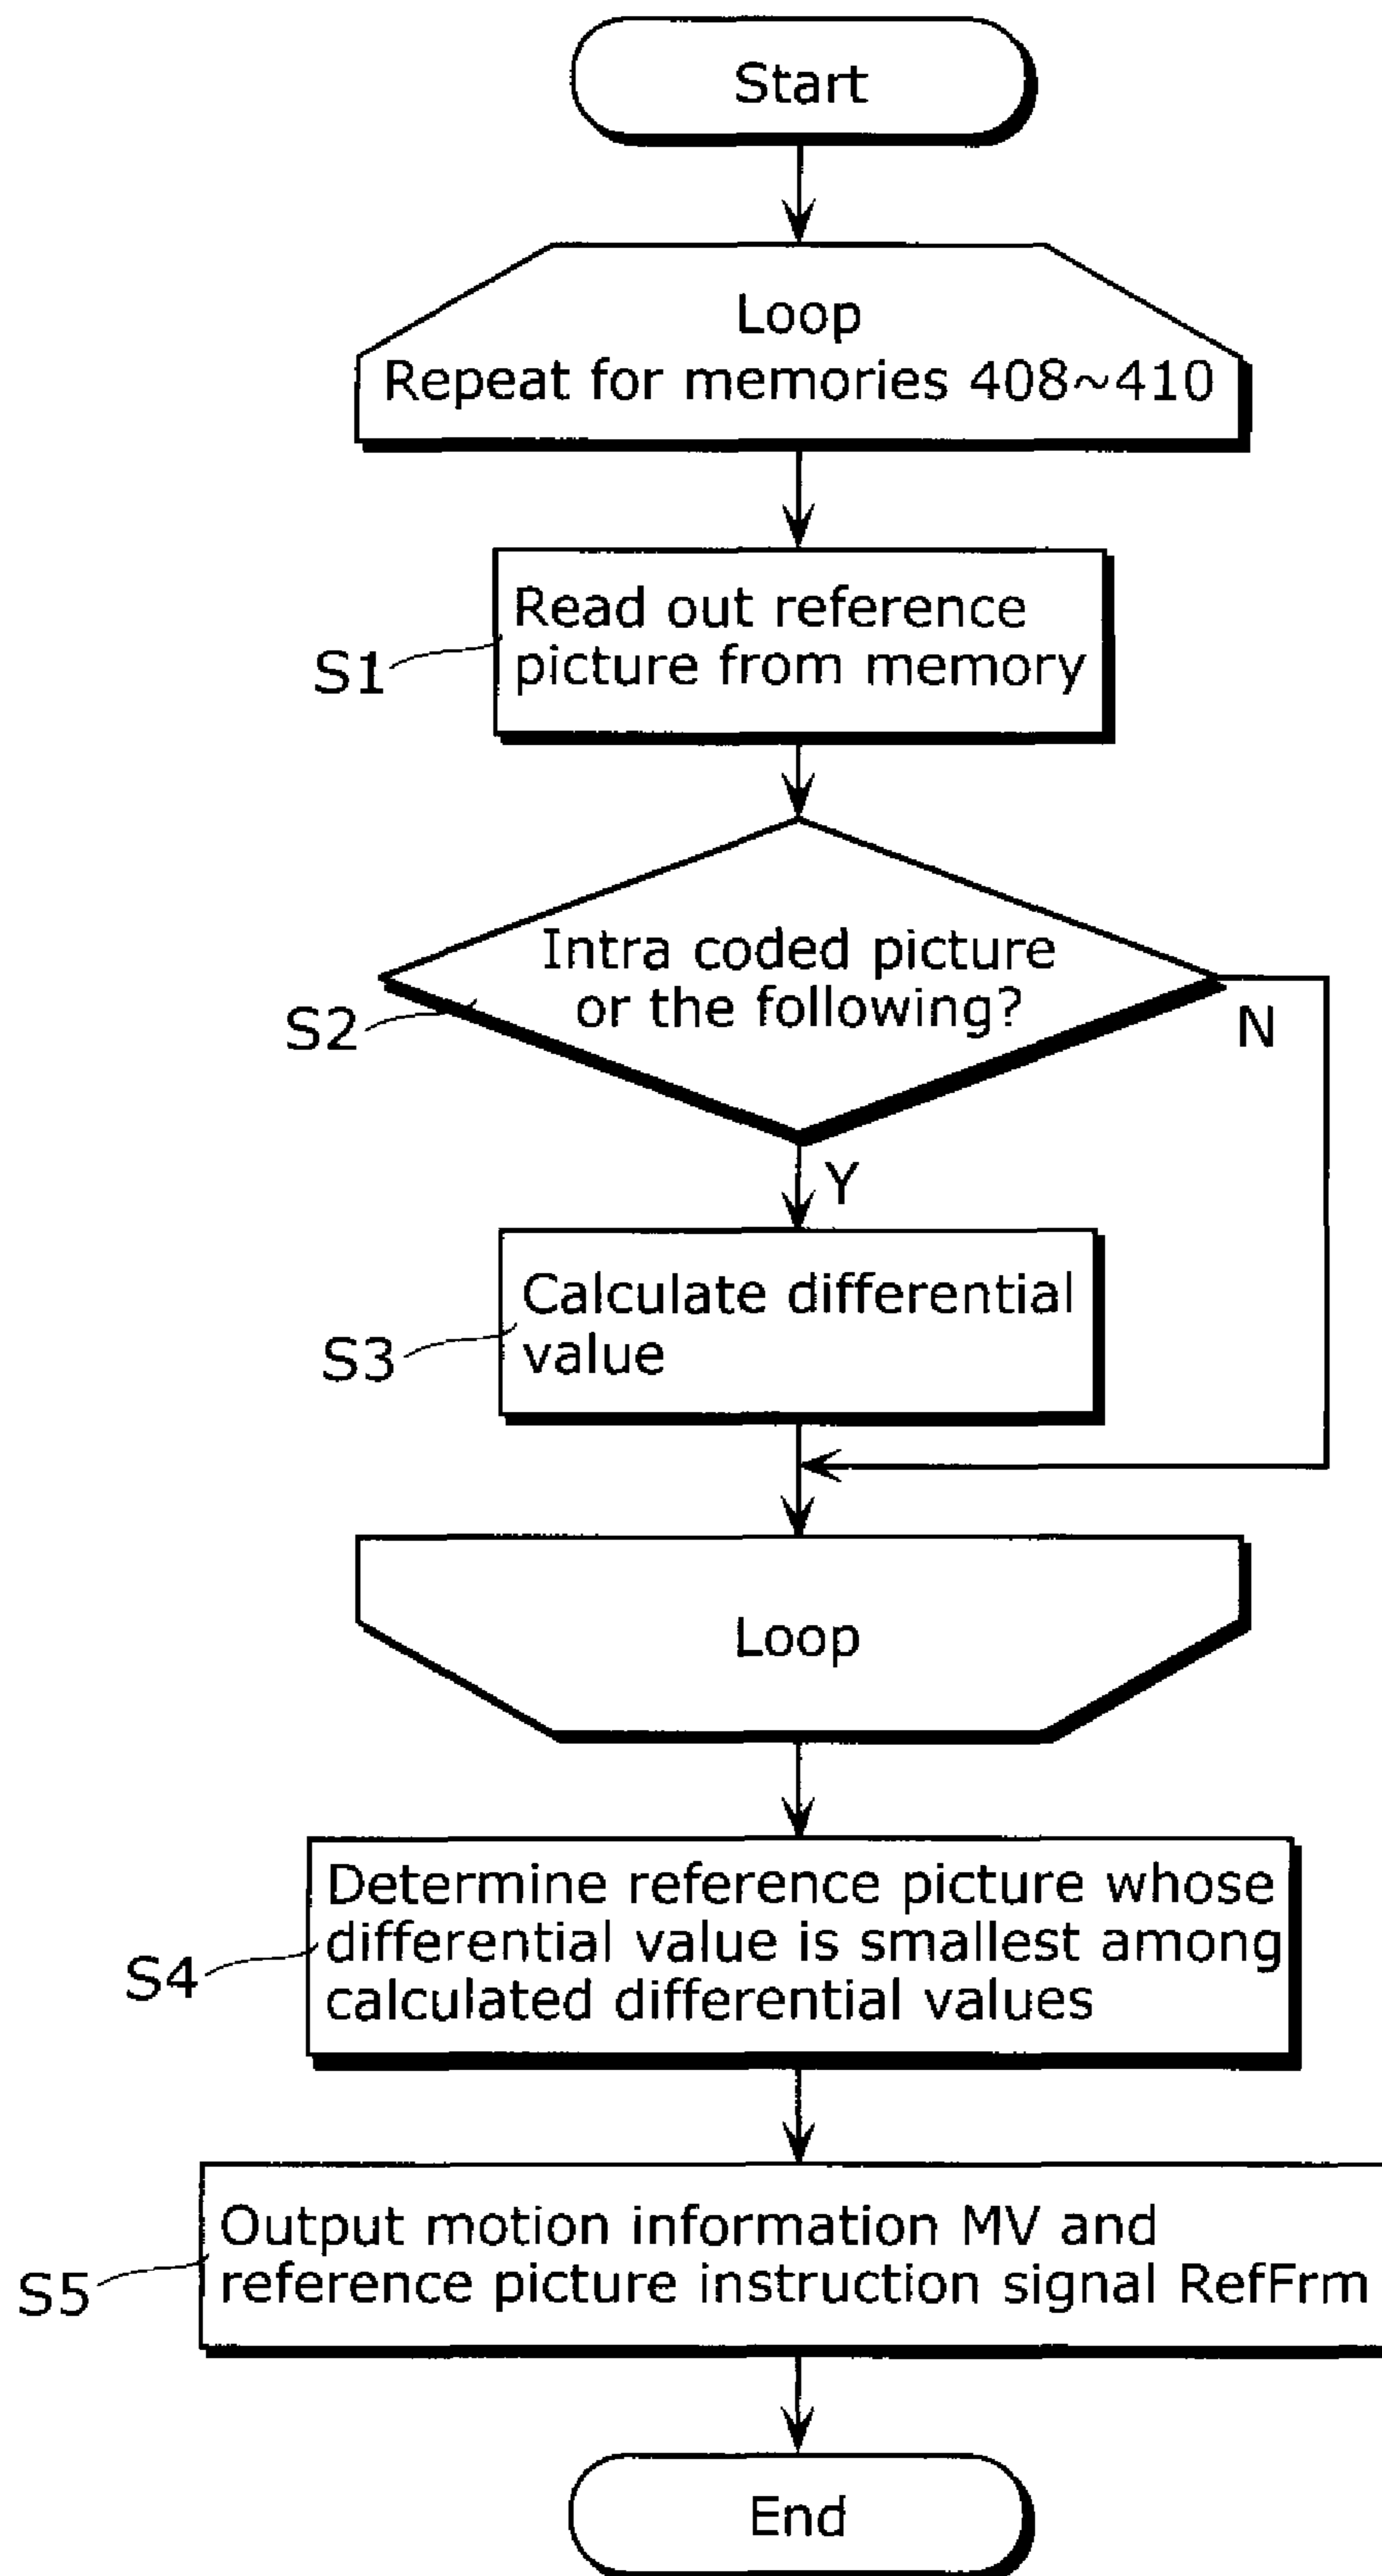 Start
Loop
Repeat for memories 408~410
Read out reference
picture from memory
S1
Intra coded picture
or the following?
S2
N
Y
Calculate differential
value
S3
Loop
Determine reference picture whose
differential value is smallest among
calculated differential values
S4
Output motion information MV and
reference picture instruction signal RefFrm
S5
End